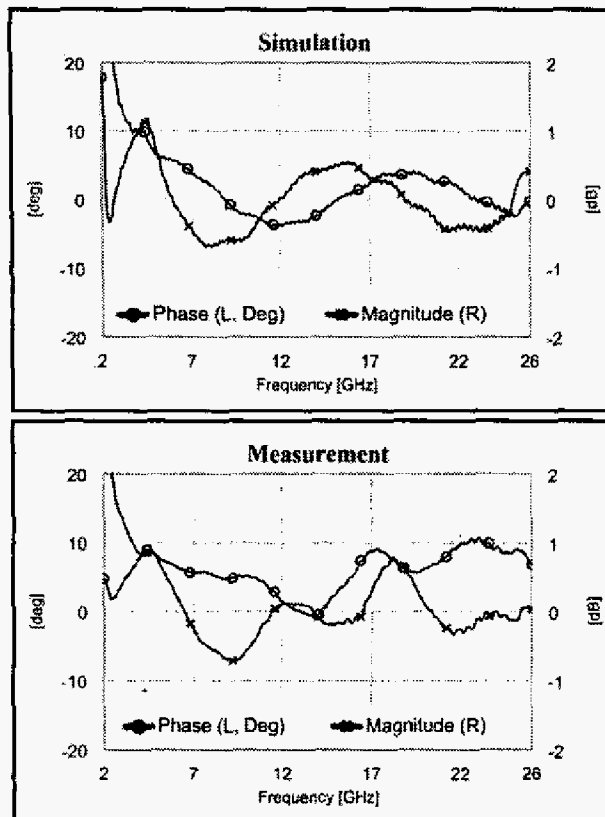 Simulation
20
2
10
1
0
0
[deg]
[dB]
-10
-1
Phase (L, Deg)
Magnitude (R)
-20
-2
.2
7
12
17
22
26
Frequency [GHz]
Measurement
20
2
10
1
0
0
[deg]
[dB]
-10
-1
Phase (L, Deg)
Magnitude (R)
-20
-2
2
7
12
17
22
26
Frequency [GHz]